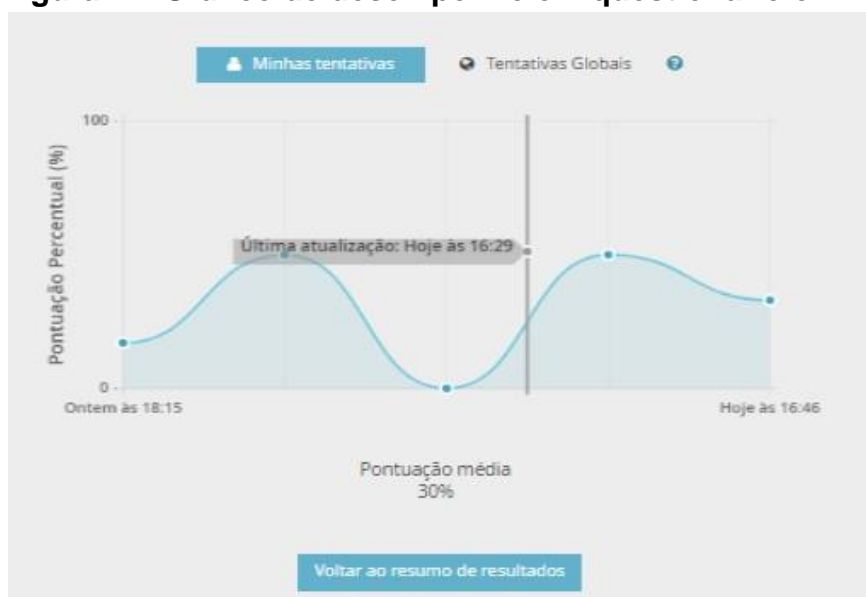 Minhas tentativas
Tentativas Globais
?
100
Pontuação Percentual (%)
Última atualização: Hoje às 16:29
0
Ontem às 18:15
Hoje às 16:46
Pontuação média
30%
Voltar ao resumo de resultados